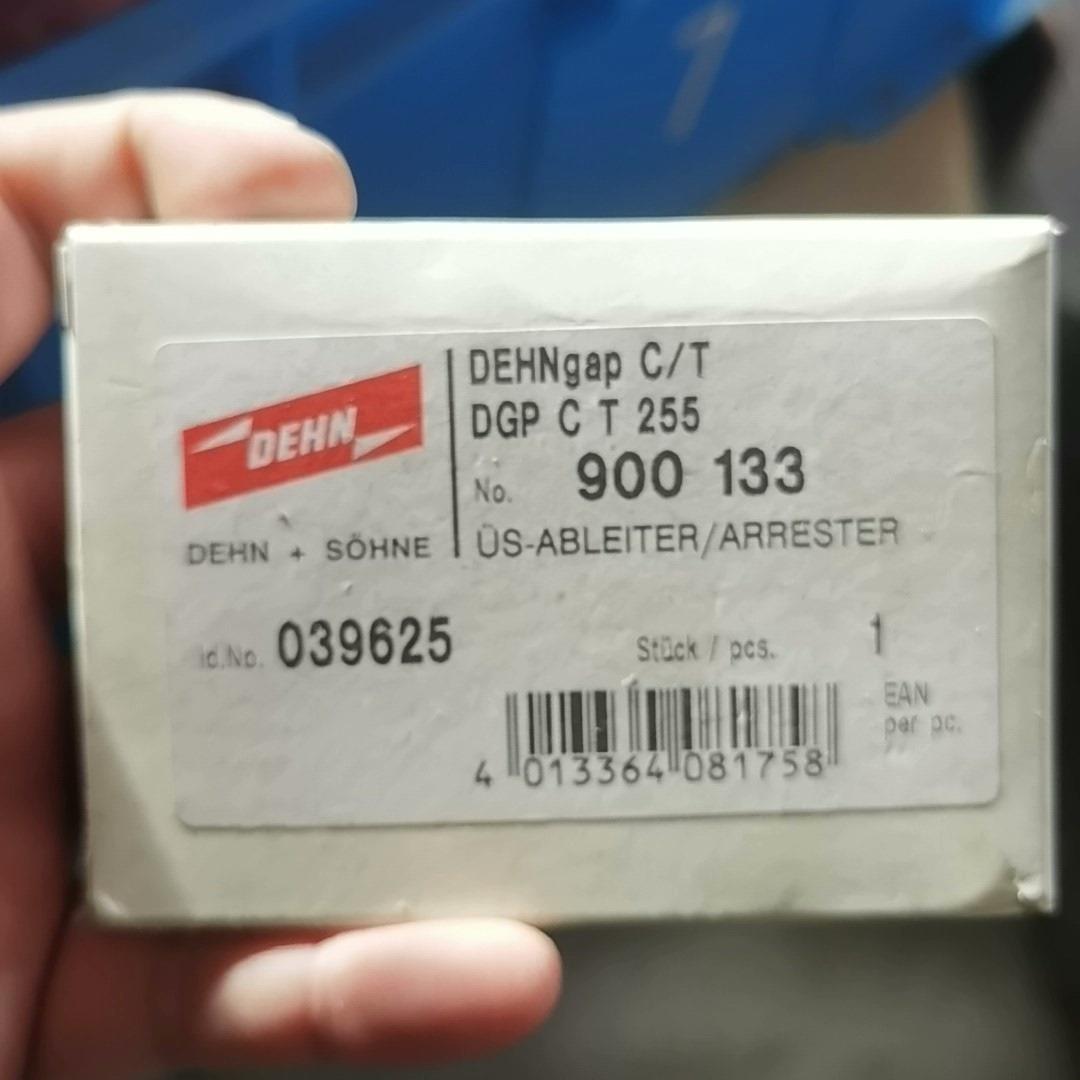 DEHN
DEHN + SÖHNE
DEHNgap C/T
DGP C T 255
No. 900 133
ÜS-ABLEITER/ARRESTER
Id.No. 039625
Stück / pcs. 1
EAN
per pc.
4 013364 081758
1